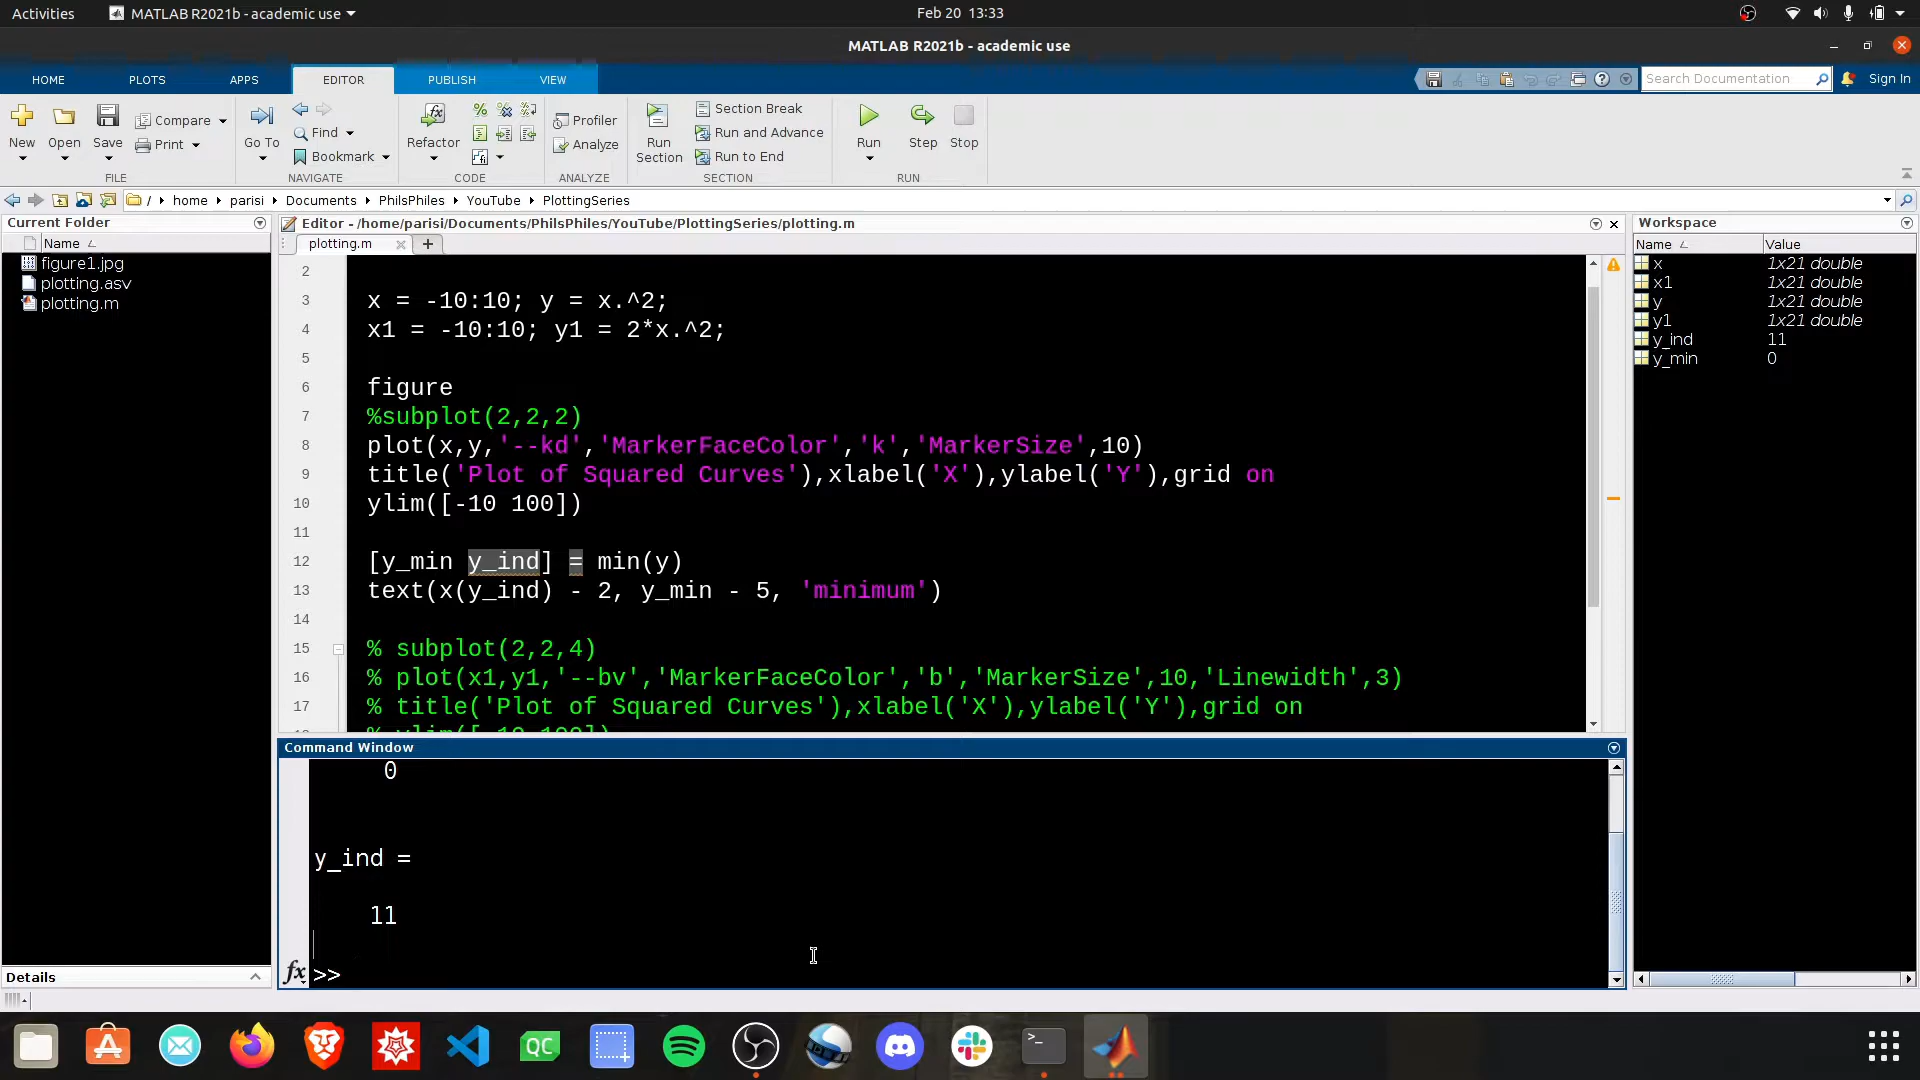 Activities
MATLAB R2021b - academic use
Feb 20 13:33
MATLAB R2021b - academic use
HOME
PLOTS
APPS
EDITOR
PUBLISH
VIEW
Search Documentation
Sign In
New
Open
Save
Compare
Print
FILE
Go To
Find
Bookmark
NAVIGATE
Refactor
CODE
Profiler
Analyze
ANALYZE
Run Section
Section Break
Run and Advance
Run to End
SECTION
Run
Step
Stop
RUN
/ home parisi Documents PhilsPhiles YouTube PlottingSeries
Current Folder
Name
figure1.jpg
plotting.asv
plotting.m
Details
Editor - /home/parisi/Documents/PhilsPhiles/YouTube/PlottingSeries/plotting.m
plotting.m
2
3 x = -10:10; y = x.^2;
4 x1 = -10:10; y1 = 2*x.^2;
5
6 figure
7 %subplot(2,2,2)
8 plot(x,y,'--kd','MarkerFaceColor','k','MarkerSize',10)
9 title('Plot of Squared Curves'),xlabel('X'),ylabel('Y'),grid on
10 ylim([-10 100])
11
12 [y_min y_ind] = min(y)
13 text(x(y_ind) - 2, y_min - 5, 'minimum')
14
15 % subplot(2,2,4)
16 % plot(x1,y1,'--bv','MarkerFaceColor','b','MarkerSize',10,'Linewidth',3)
17 % title('Plot of Squared Curves'),xlabel('X'),ylabel('Y'),grid on
Command Window
0
y_ind =
11
fx >>
Workspace
Name Value
x 1x21 double
x1 1x21 double
y 1x21 double
y1 1x21 double
y_ind 11
y_min 0
QC
>_